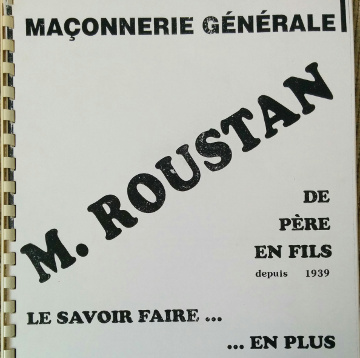 MAÇONNERIE GÉNÉRALE
M. ROUSTAN
DE
PÈRE
EN FILS
depuis 1939
LE SAVOIR FAIRE ...
... EN PLUS